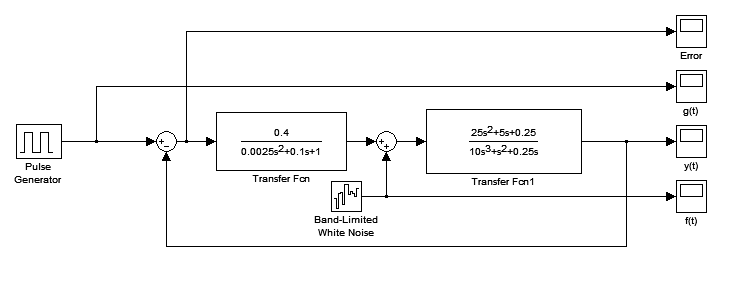 Error
g(t)
Pulse
Generator
+
−
0.4
0.0025s²+0.1s+1
Transfer Fcn
+
+
25s²+5s+0.25
10s³+s²+0.25s
Transfer Fcn1
y(t)
Band-Limited
White Noise
f(t)